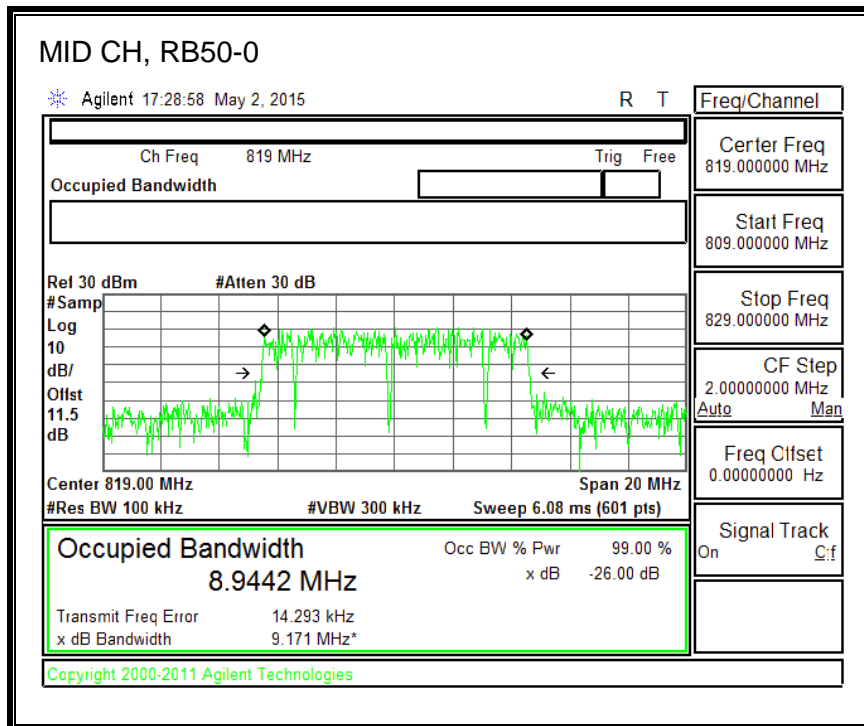 MID CH, RB50-0
Agilent 17:28:58 May 2, 2015 R T
Freq/Channel
Ch Freq 819 MHz Trig Free
Occupied Bandwidth
Center Freq
819.000000 MHz
Start Freq
809.000000 MHz
Stop Freq
829.000000 MHz
CF Step
2.00000000 MHz
Auto Man
Freq Offset
0.00000000 Hz
Signal Track
On Off
Ref 30 dBm #Atten 30 dB
#Samp
Log
10
dB/
Offst
11.5
dB
Center 819.00 MHz Span 20 MHz
#Res BW 100 kHz #VBW 300 kHz Sweep 6.08 ms (601 pts)
Occupied Bandwidth
8.9442 MHz
Occ BW % Pwr 99.00 %
x dB -26.00 dB
Transmit Freq Error 14.293 kHz
x dB Bandwidth 9.171 MHz*
Copyright 2000-2011 Agilent Technologies